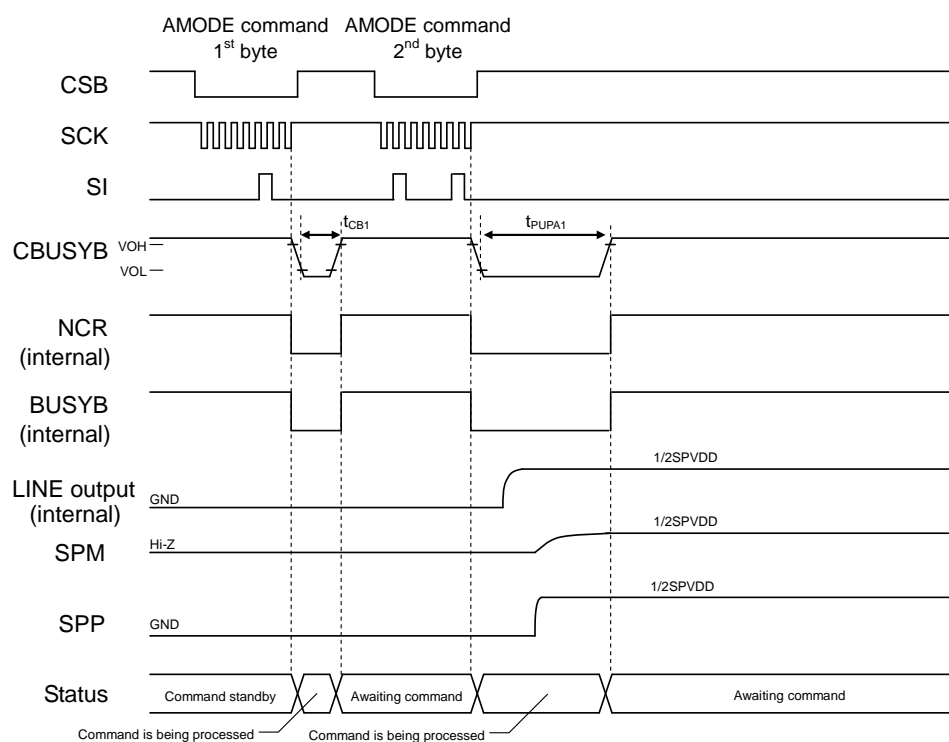 AMODE command
1st byte
AMODE command
2nd byte
CSB
SCK
SI
tCB1
tPUPA1
CBUSYB
VOH
VOL
NCR
(internal)
BUSYB
(internal)
1/2SPVDD
LINE output
(internal)
GND
1/2SPVDD
SPM
Hi-Z
1/2SPVDD
SPP
GND
Status
Command standby
Awaiting command
Awaiting command
Command is being processed
Command is being processed